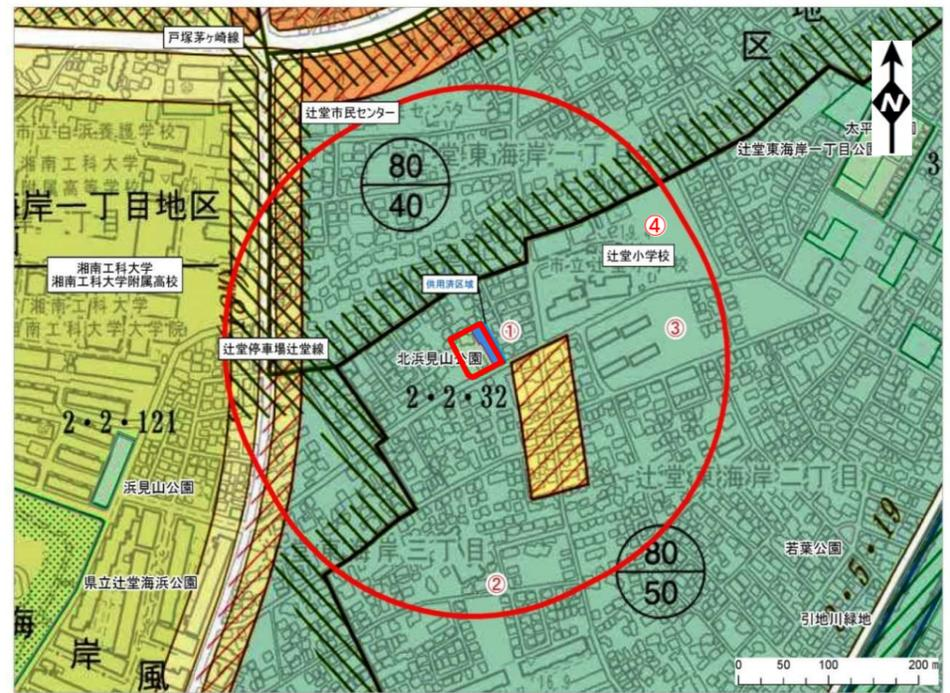 地
区
戸塚茅ヶ崎線
N
辻堂市民センター
市立白浜養護学校
80
40
辻堂東海岸一丁目
辻堂東海岸一丁目公園
3
湘南工科大学
附属高等学校
岸一丁目地区
④
辻堂小学校
湘南工科大学
湘南工科大学附属高校
供用済区域
湘南工科大学
南工科大学大学院
①
③
辻堂停車場辻堂線
北浜見山公園
2・2・32
2・2・121
浜見山公園
辻堂東海岸二丁目
5・19
80
50
若葉公園
海岸三丁目
②
県立辻堂海浜公園
引地川緑地
海
岸
風
0 50 100 200 m